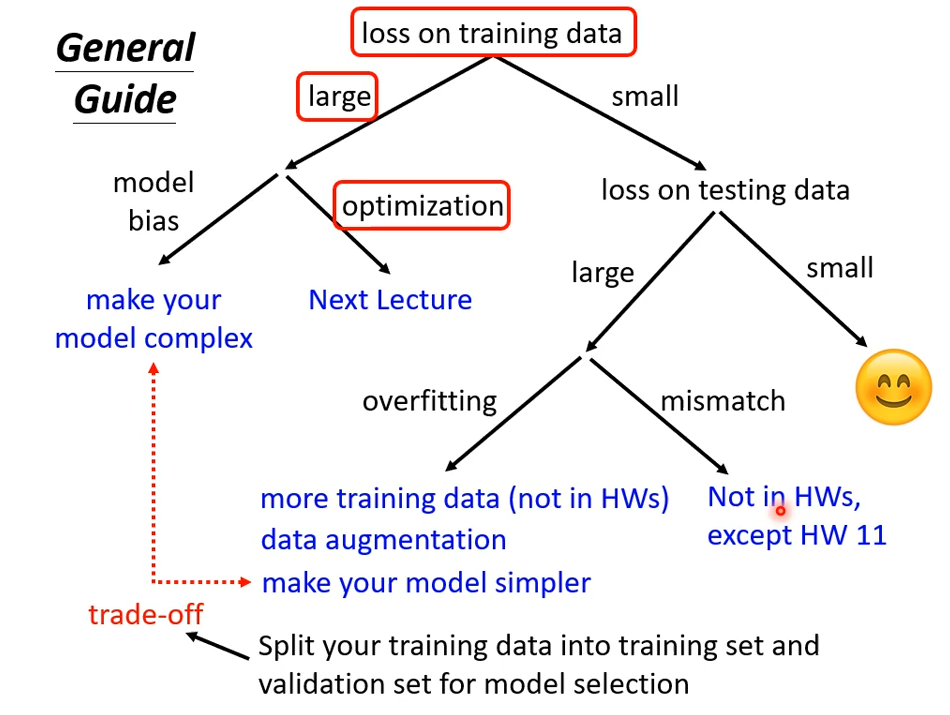 General
Guide
loss on training data
large
small
model
bias
optimization
loss on testing data
make your
model complex
Next Lecture
large
small
overfitting
mismatch
more training data (not in HWs)
data augmentation
make your model simpler
Not in HWs,
except HW 11
trade-off
Split your training data into training set and
validation set for model selection